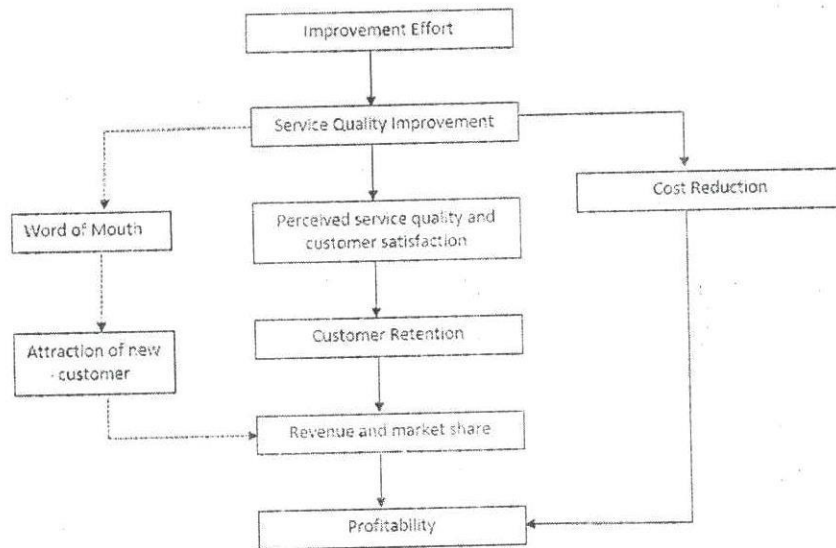 Improvement Effort
Service Quality Improvement
Cost Reduction
Word of Mouth
Perceived service quality and
customer satisfaction
Customer Retention
Attraction of new
customer
Revenue and market share
Profitability